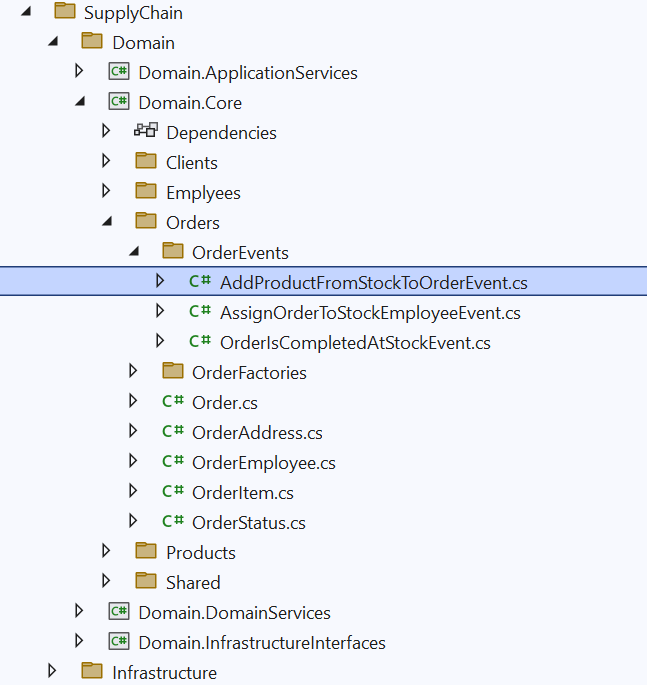 SupplyChain
Domain
C# Domain.ApplicationServices
C# Domain.Core
Dependencies
Clients
Emplyees
Orders
OrderEvents
C# AddProductFromStockToOrderEvent.cs
C# AssignOrderToStockEmployeeEvent.cs
C# OrderIsCompletedAtStockEvent.cs
OrderFactories
C# Order.cs
C# OrderAddress.cs
C# OrderEmployee.cs
C# OrderItem.cs
C# OrderStatus.cs
Products
Shared
C# Domain.DomainServices
C# Domain.InfrastructureInterfaces
Infrastructure